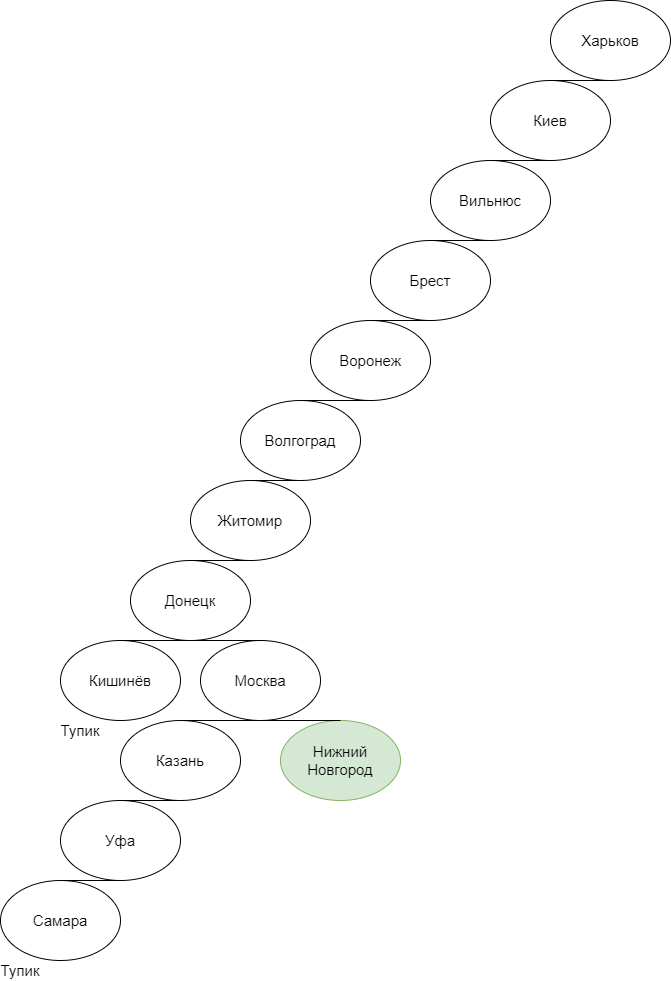 Харьков
Киев
Вильнюс
Брест
Воронеж
Волгоград
Житомир
Донецк
Кишинёв
Москва
Тупик
Казань
Нижний
Новгород
Уфа
Самара
Тупик